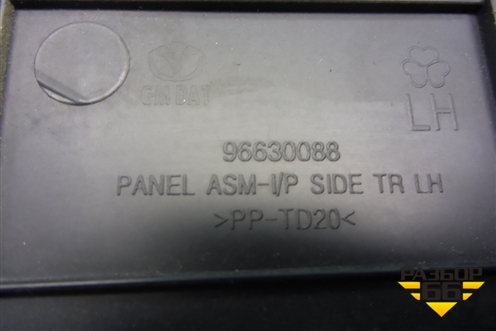 GM DAT
LH
96630088
PANEL ASM-I/P SIDE TR LH
>PP-TD20<
РАЗБОР
66